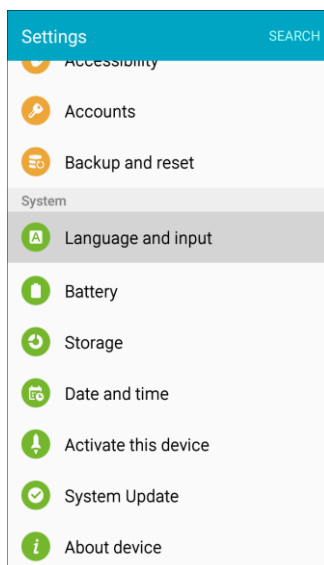 Settings
SEARCH
Accessibility
Accounts
Backup and reset
System
A
Language and input
Battery
Storage
Date and time
Activate this device
System Update
i
About device